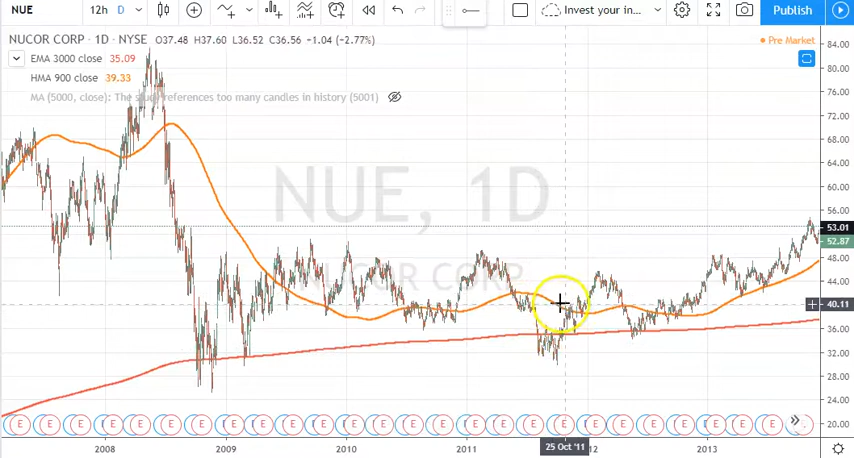 NUE 12h D Invest your in... Publish
NUCOR CORP · 1D · NYSE O37.48 H37.60 L36.52 C36.56 −1.04 (−2.77%)
Pre Market
EMA 3000 close 35.09
HMA 900 close 39.33
MA (5000, close): The study references too many candles in history (5001)
NUE, 1D
NUCOR CORP
84.00
80.00
76.00
72.00
68.00
64.00
60.00
56.00
53.01
52.87
48.00
44.00
40.11
36.00
32.00
28.00
24.00
20.00
E E E E E E E E E E E E E E E E E E E E E E E E E E
2008 2009 2010 2011 25 Oct '11 2012 2013